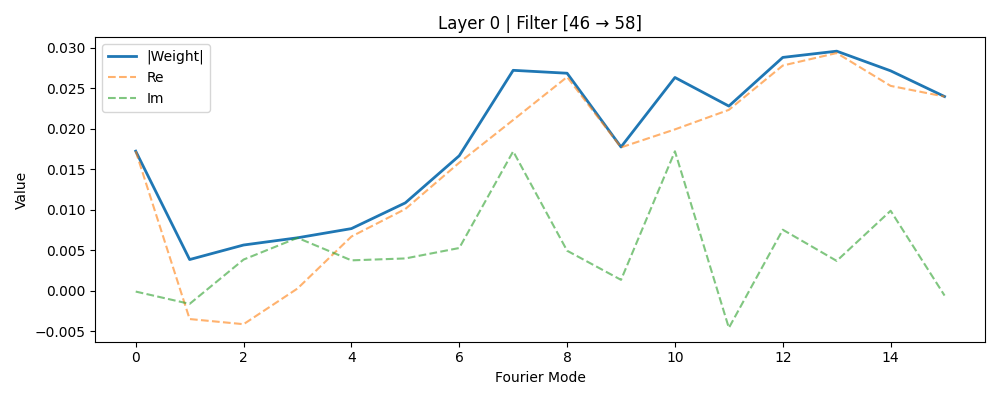 Layer 0 | Filter [46 → 58]
|Weight|
Re
Im
Value
0.030
0.025
0.020
0.015
0.010
0.005
0.000
−0.005
0 2 4 6 8 10 12 14
Fourier Mode